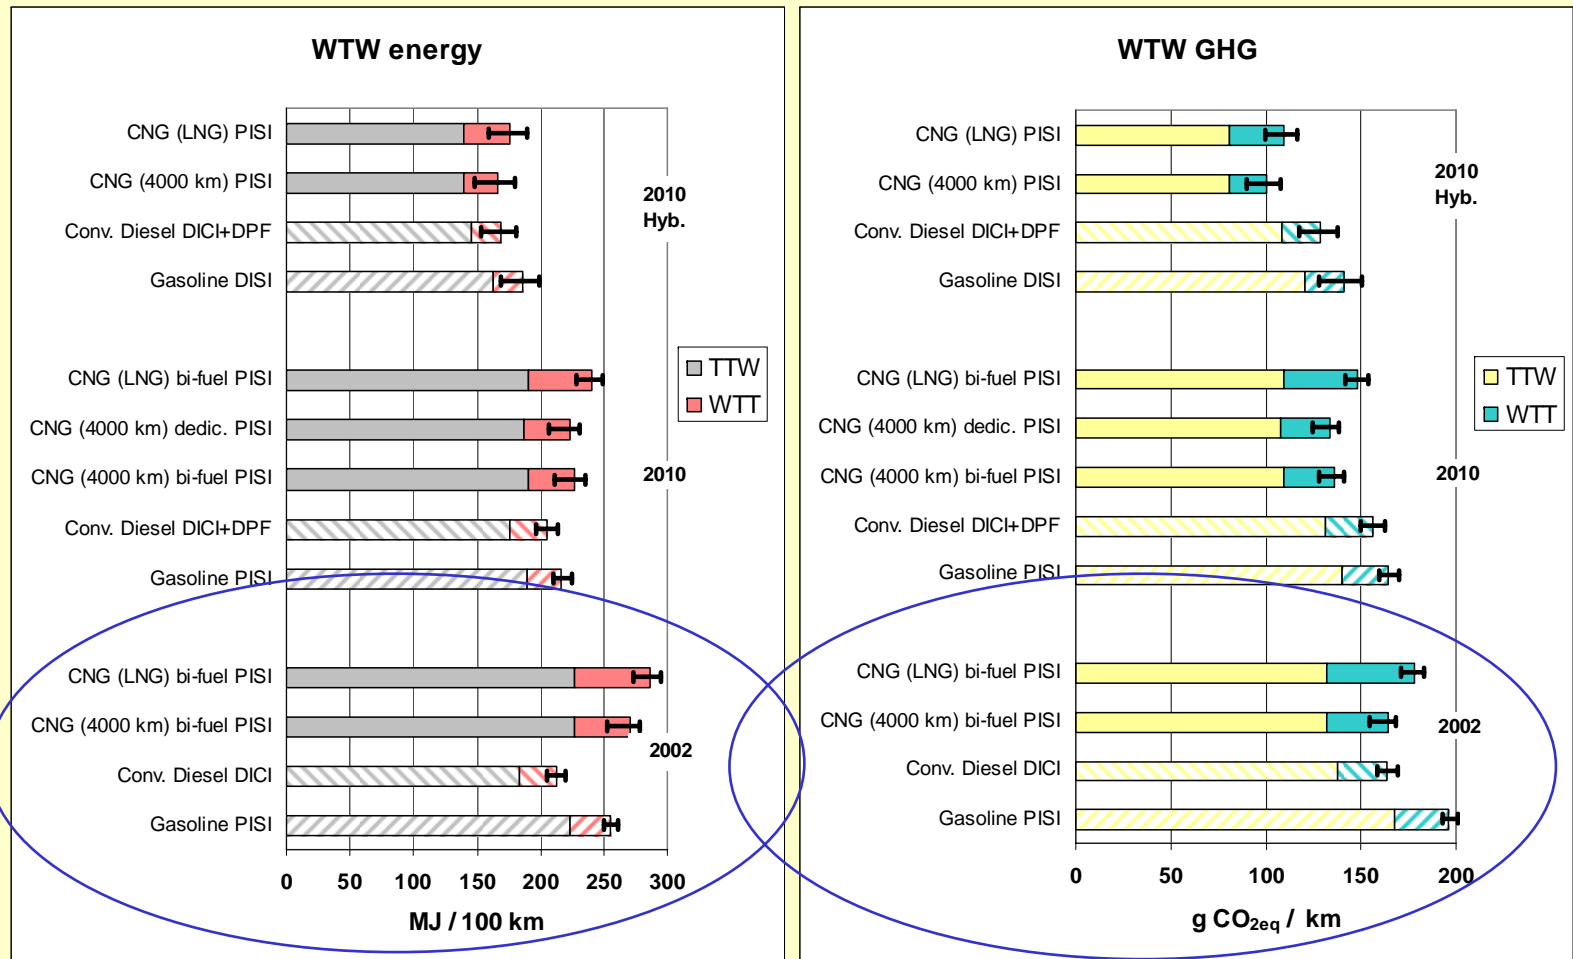 WTW energy
CNG (LNG) PISI
CNG (4000 km) PISI
Conv. Diesel DICI+DPF
Gasoline DISI
2010
Hyb.
CNG (LNG) bi-fuel PISI
CNG (4000 km) dedic. PISI
CNG (4000 km) bi-fuel PISI
Conv. Diesel DICI+DPF
Gasoline PISI
TTW
WTT
2010
CNG (LNG) bi-fuel PISI
CNG (4000 km) bi-fuel PISI
Conv. Diesel DICI
Gasoline PISI
2002
0 50 100 150 200 250 300
MJ / 100 km
WTW GHG
CNG (LNG) PISI
CNG (4000 km) PISI
Conv. Diesel DICI+DPF
Gasoline DISI
2010
Hyb.
CNG (LNG) bi-fuel PISI
CNG (4000 km) dedic. PISI
CNG (4000 km) bi-fuel PISI
Conv. Diesel DICI+DPF
Gasoline PISI
TTW
WTT
2010
CNG (LNG) bi-fuel PISI
CNG (4000 km) bi-fuel PISI
Conv. Diesel DICI
Gasoline PISI
2002
0 50 100 150 200
g CO2eq / km